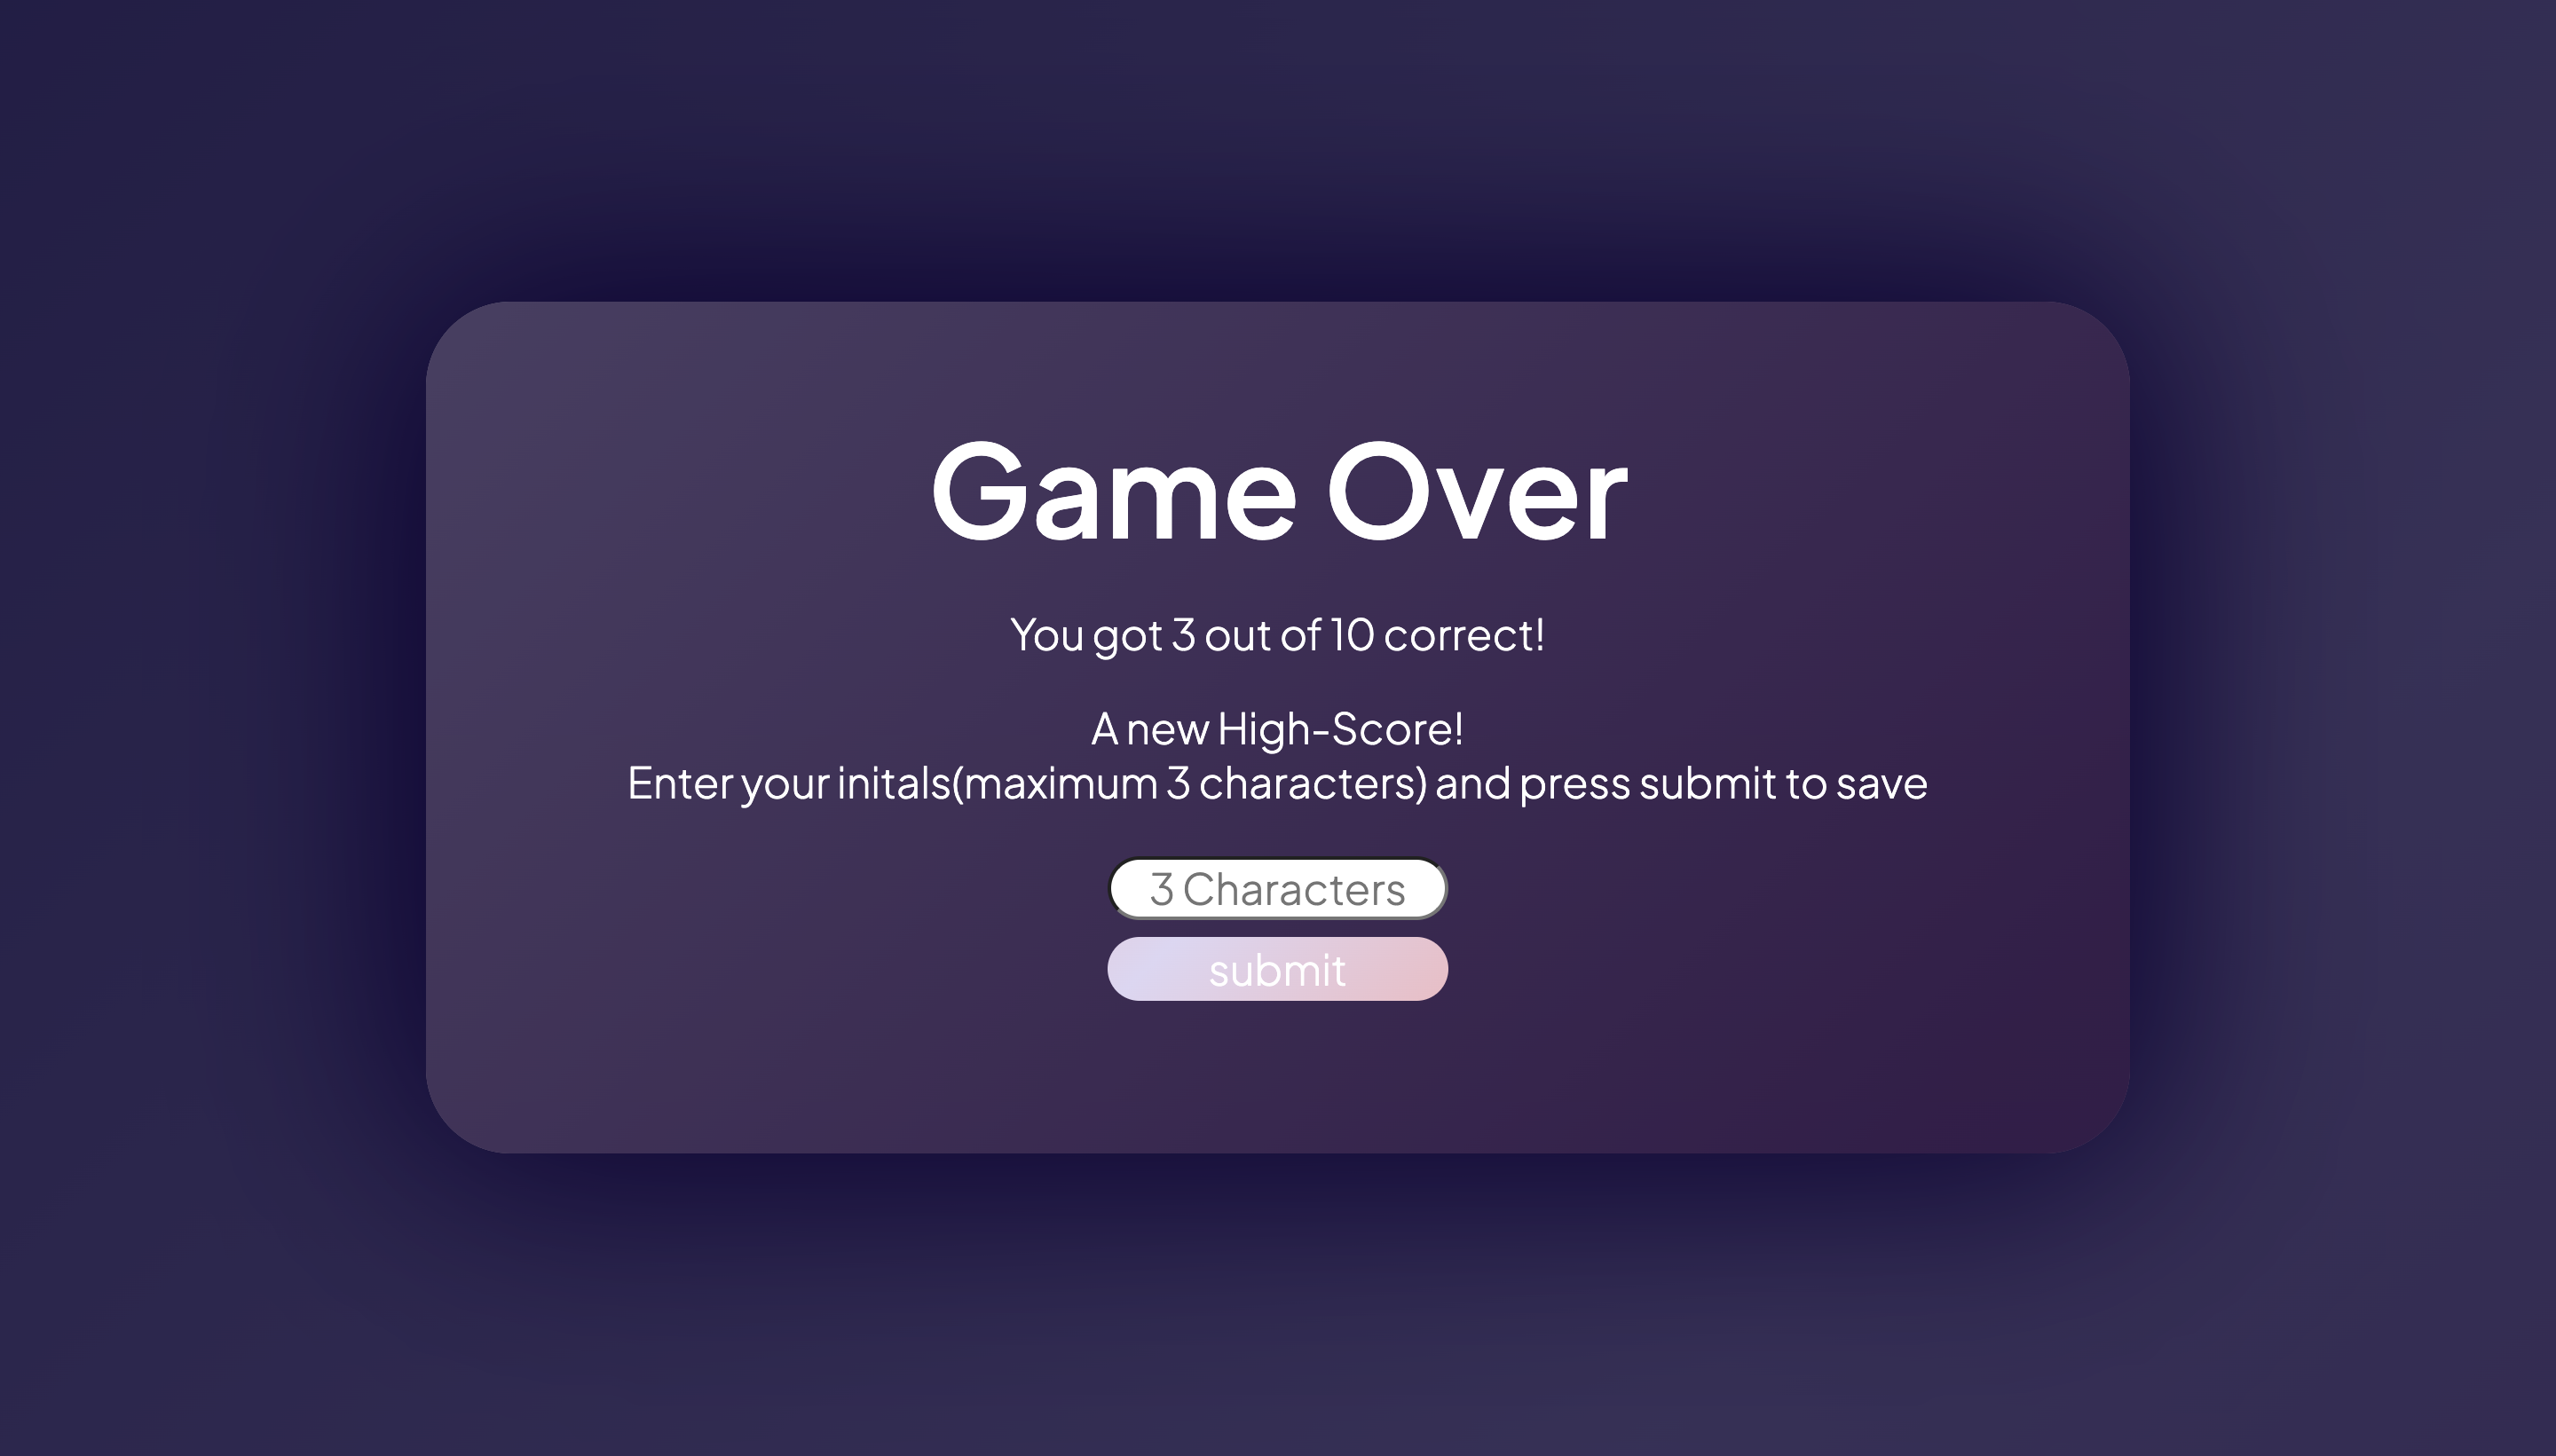 Game Over
You got 3 out of 10 correct!
A new High-Score!
Enter your initals(maximum 3 characters) and press submit to save
3 Characters
submit